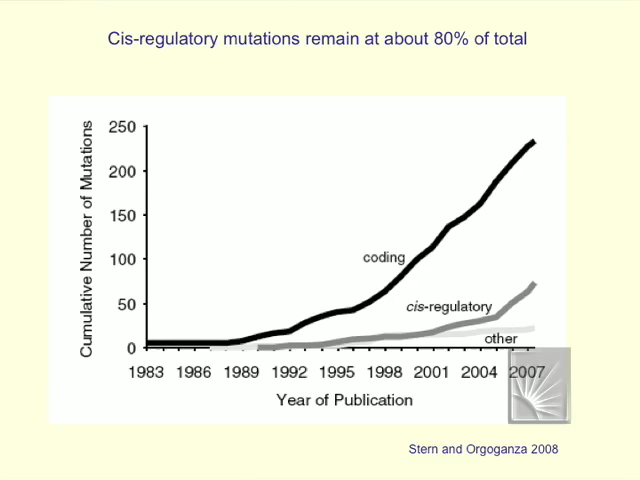 Cis-regulatory mutations remain at about 80% of total
Cumulative Number of Mutations
250
200
150
100
50
0
coding
cis-regulatory
other
1983 1986 1989 1992 1995 1998 2001 2004 2007
Year of Publication
Stern and Orgoganza 2008